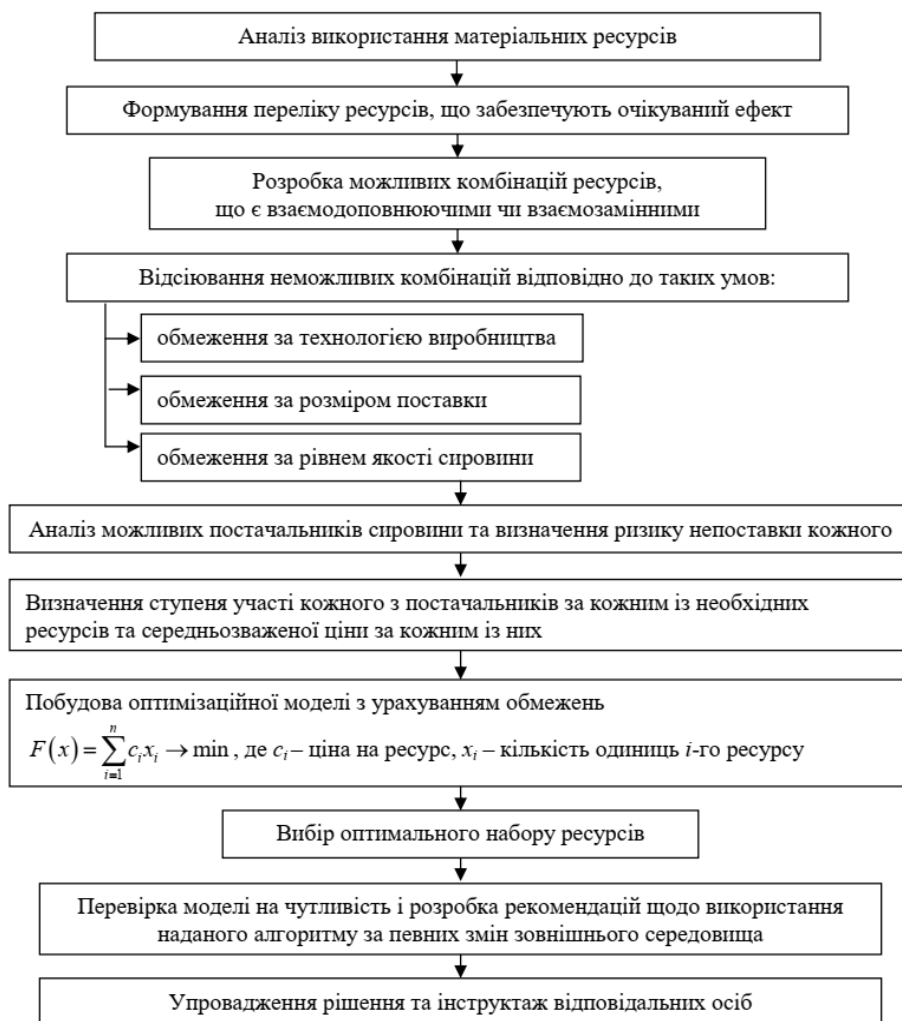 Аналіз використання матеріальних ресурсів
Формування переліку ресурсів, що забезпечують очікуваний ефект
Розробка можливих комбінацій ресурсів,
що є взаємодоповнюючими чи взаємозамінними
Відсіювання неможливих комбінацій відповідно до таких умов:
обмеження за технологією виробництва
обмеження за розміром поставки
обмеження за рівнем якості сировини
Аналіз можливих постачальників сировини та визначення ризику непоставки кожного
Визначення ступеня участі кожного з постачальників за кожним із необхідних
ресурсів та середньозваженої ціни за кожним із них
Побудова оптимізаційної моделі з урахуванням обмежень
$F(x)=\sum_{i=1}^{n} c_i x_i \to \min$, де $c_i$ – ціна на ресурс, $x_i$ – кількість одиниць i-го ресурсу
Вибір оптимального набору ресурсів
Перевірка моделі на чутливість і розробка рекомендацій щодо використання
наданого алгоритму за певних змін зовнішнього середовища
Упровадження рішення та інструктаж відповідальних осіб